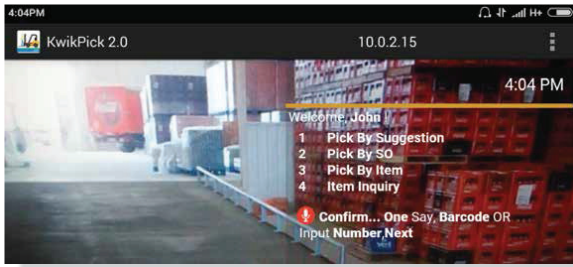 4:04PM H+
KwikPick 2.0 10.0.2.15
4:04 PM
Welcome, John
1 Pick By Suggestion
2 Pick By SO
3 Pick By Item
4 Item Inquiry
Confirm... One Say, Barcode OR
Input Number,Next